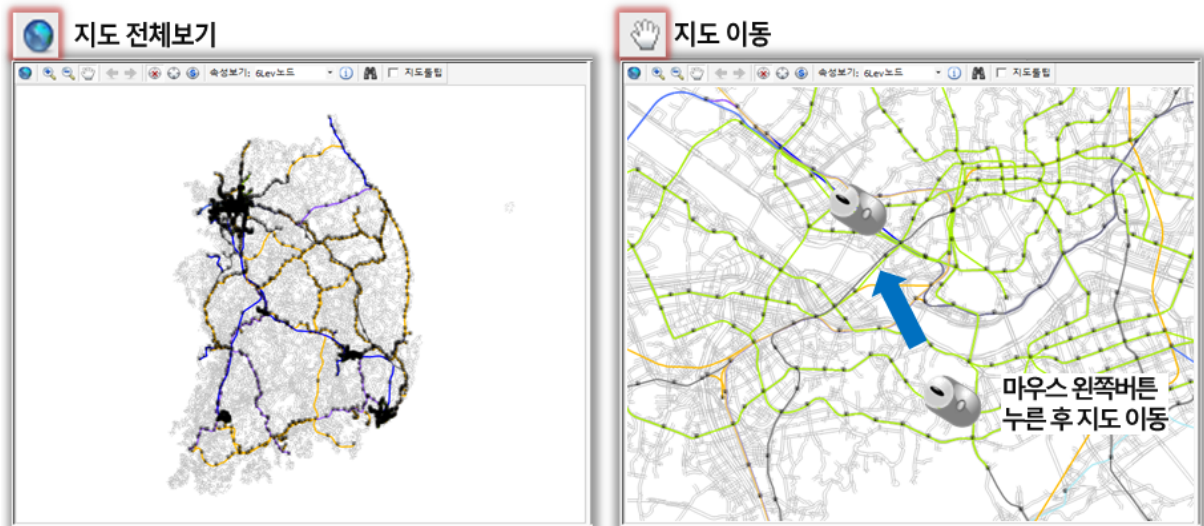 지도 전체보기
지도 이동
속성보기: 6Lev노드
지도툴팁
속성보기: 6Lev노드
지도툴팁
마우스 왼쪽버튼
누른 후 지도 이동